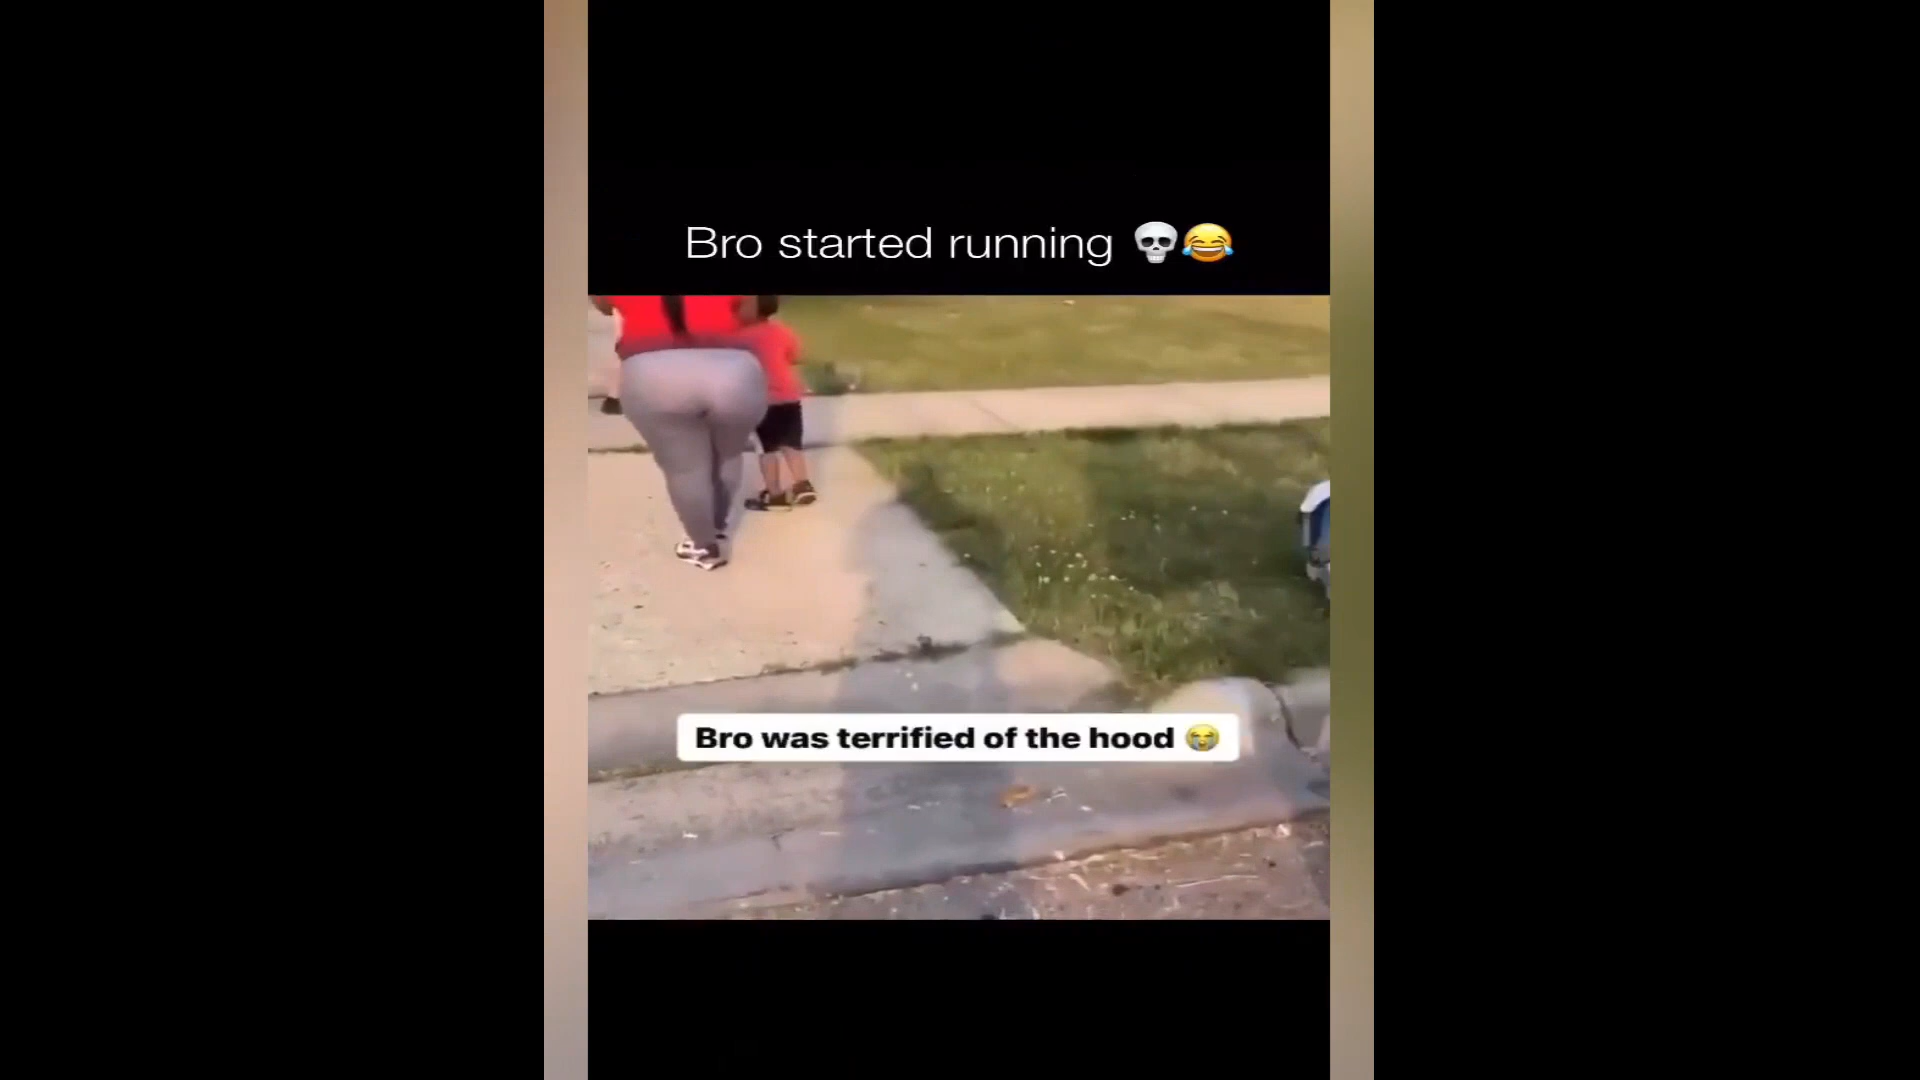 Bro started running 💀😂
Bro was terrified of the hood 😭